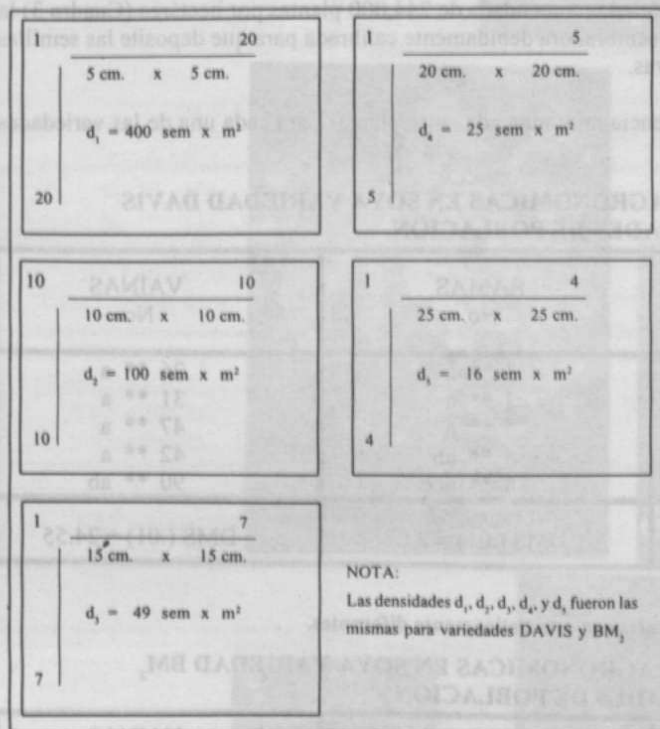 1 20
5 cm. x 5 cm.
d₁ = 400 sem x m²
20
1 5
20 cm. x 20 cm.
d₄ = 25 sem x m²
5
10 10
10 cm. x 10 cm.
d₂ = 100 sem x m²
10
1 4
25 cm. x 25 cm.
d₅ = 16 sem x m²
4
1 7
15 cm. x 15 cm.
d₃ = 49 sem x m²
7
NOTA:
Las densidades d₁, d₂, d₃, d₄, y d₅ fueron las
mismas para variedades DAVIS y BM₂